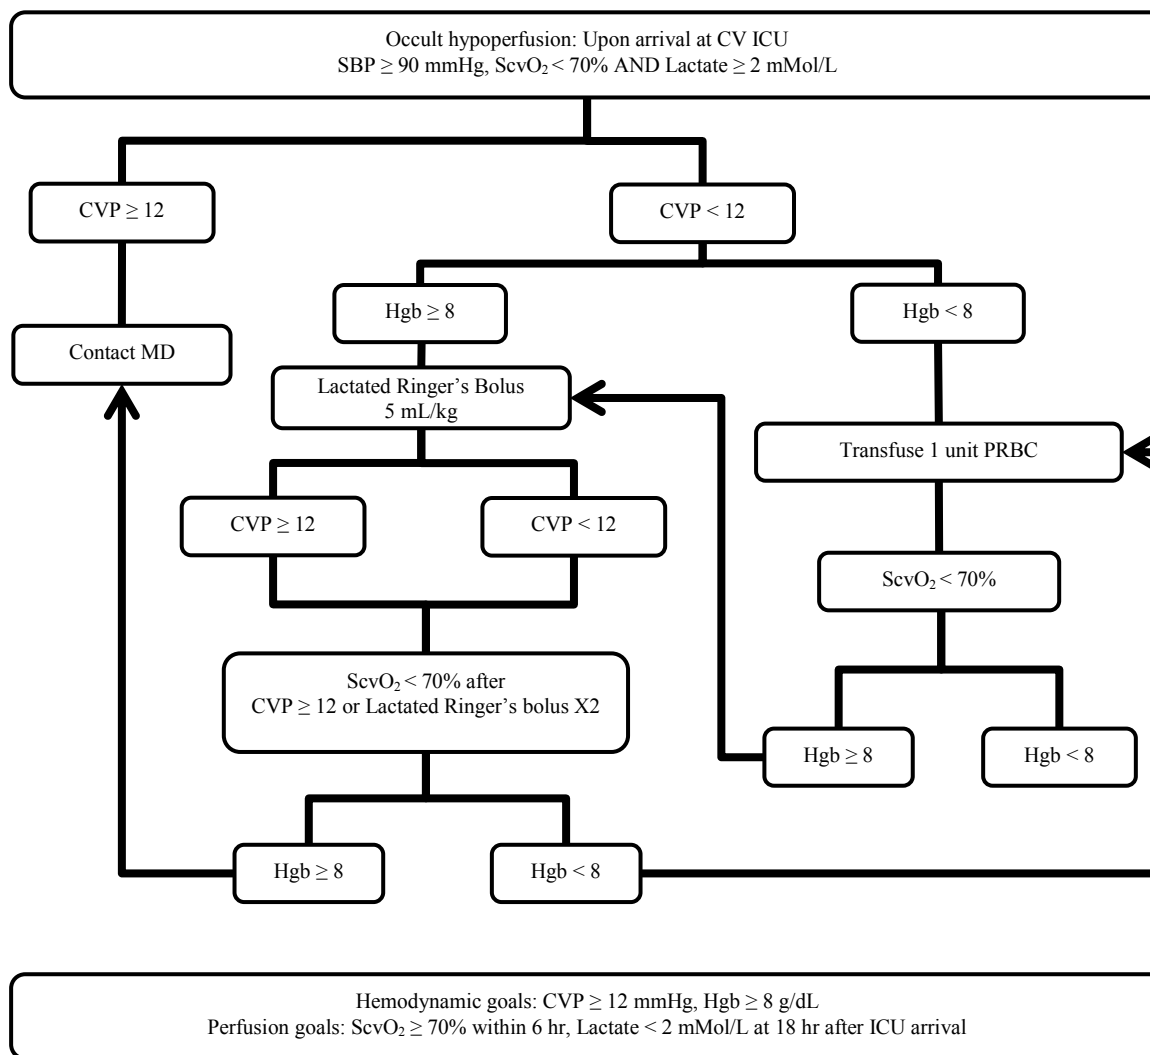 Occult hypoperfusion: Upon arrival at CV ICU
SBP ≥ 90 mmHg, ScvO₂ < 70% AND Lactate ≥ 2 mMol/L
CVP ≥ 12
CVP < 12
Hgb ≥ 8
Hgb < 8
Contact MD
Lactated Ringer’s Bolus
5 mL/kg
Transfuse 1 unit PRBC
CVP ≥ 12
CVP < 12
ScvO₂ < 70%
ScvO₂ < 70% after
CVP ≥ 12 or Lactated Ringer’s bolus X2
Hgb ≥ 8
Hgb < 8
Hgb ≥ 8
Hgb < 8
Hemodynamic goals: CVP ≥ 12 mmHg, Hgb ≥ 8 g/dL
Perfusion goals: ScvO₂ ≥ 70% within 6 hr, Lactate < 2 mMol/L at 18 hr after ICU arrival